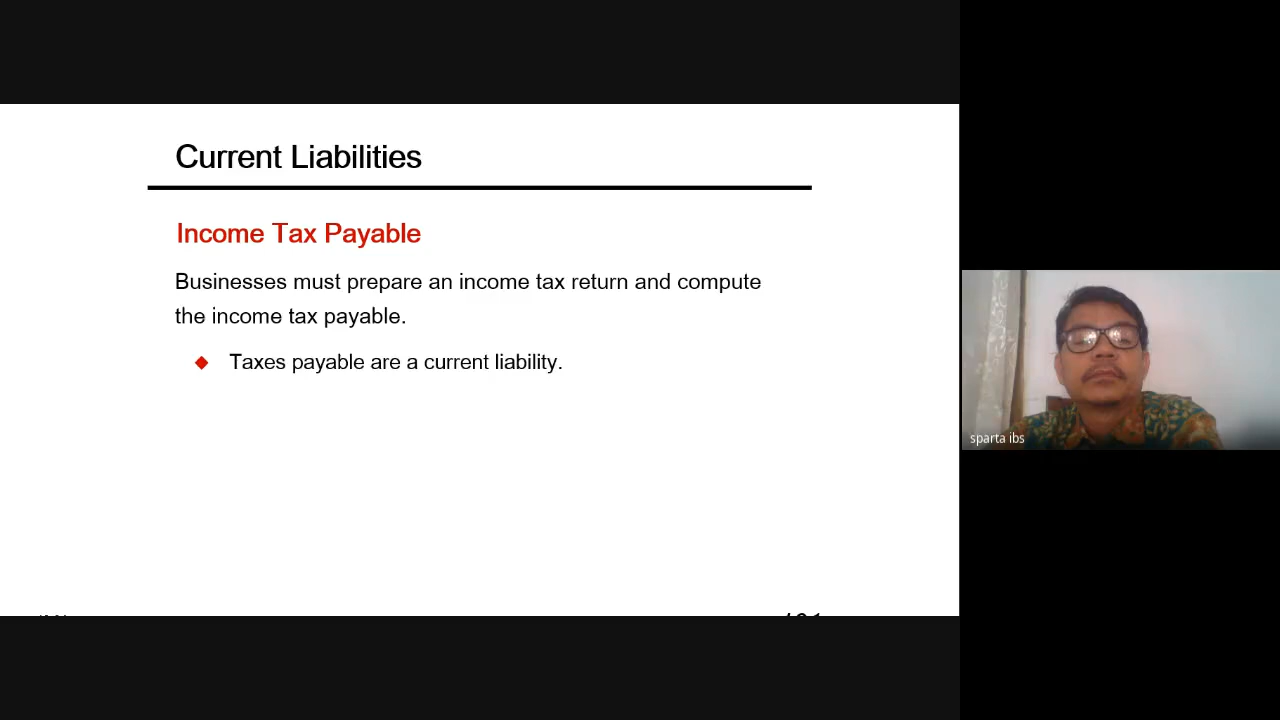 Current Liabilities
Income Tax Payable
Businesses must prepare an income tax return and compute
the income tax payable.
Taxes payable are a current liability.
sparta ibs